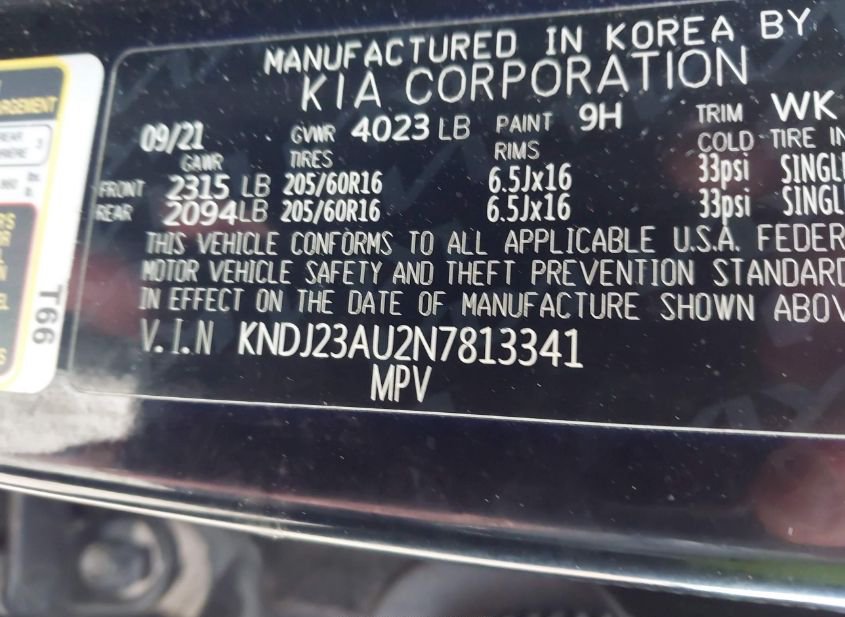 MANUFACTURED IN KOREA BY
KIA CORPORATION
09/21 GVWR 4023 LB PAINT 9H TRIM WK
GAWR TIRES RIMS COLD TIRE IN
FRONT 2315 LB 205/60R16 6.5Jx16 33psi SINGL
REAR 2094LB 205/60R16 6.5Jx16 33psi SINGL
THIS VEHICLE CONFORMS TO ALL APPLICABLE U.S.A. FEDER
MOTOR VEHICLE SAFETY AND THEFT PREVENTION STANDARD
IN EFFECT ON THE DATE OF MANUFACTURE SHOWN ABOV
V.I.N KNDJ23AU2N7813341
MPV
T66
REAR